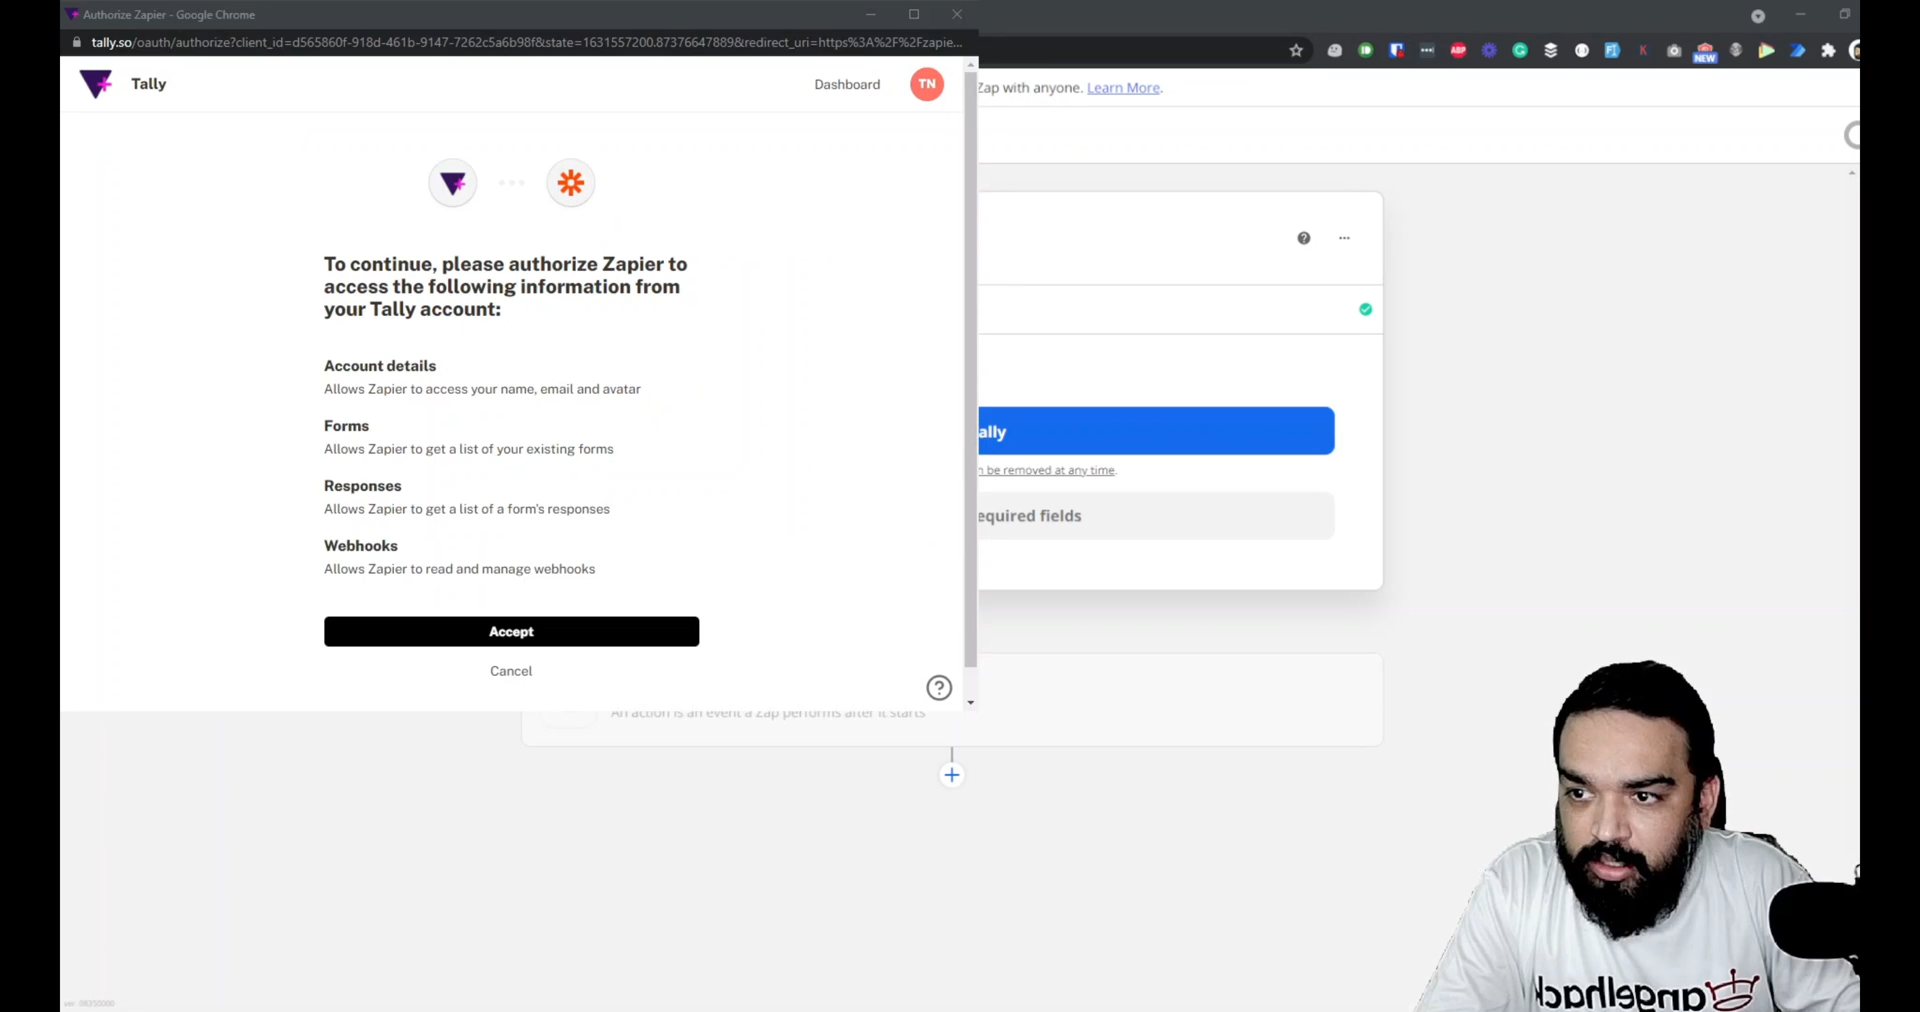 Authorize Zapier - Google Chrome
tally.so/oauth/authorize?client_id=d565860f-918d-461b-9147-7262c5a6b98f&state=1631557200.87376647889&redirect_uri=https%3A%2F%2Fzapie...
ABP
NEW
Tally
Dashboard
TN
Zap with anyone. Learn More.
To continue, please authorize Zapier to
access the following information from
your Tally account:
Account details
Allows Zapier to access your name, email and avatar
Forms
Allows Zapier to get a list of your existing forms
ally
n be removed at any time.
Responses
Allows Zapier to get a list of a form's responses
equired fields
Webhooks
Allows Zapier to read and manage webhooks
Accept
Cancel
An action is an event a Zap performs after it starts
angelhack